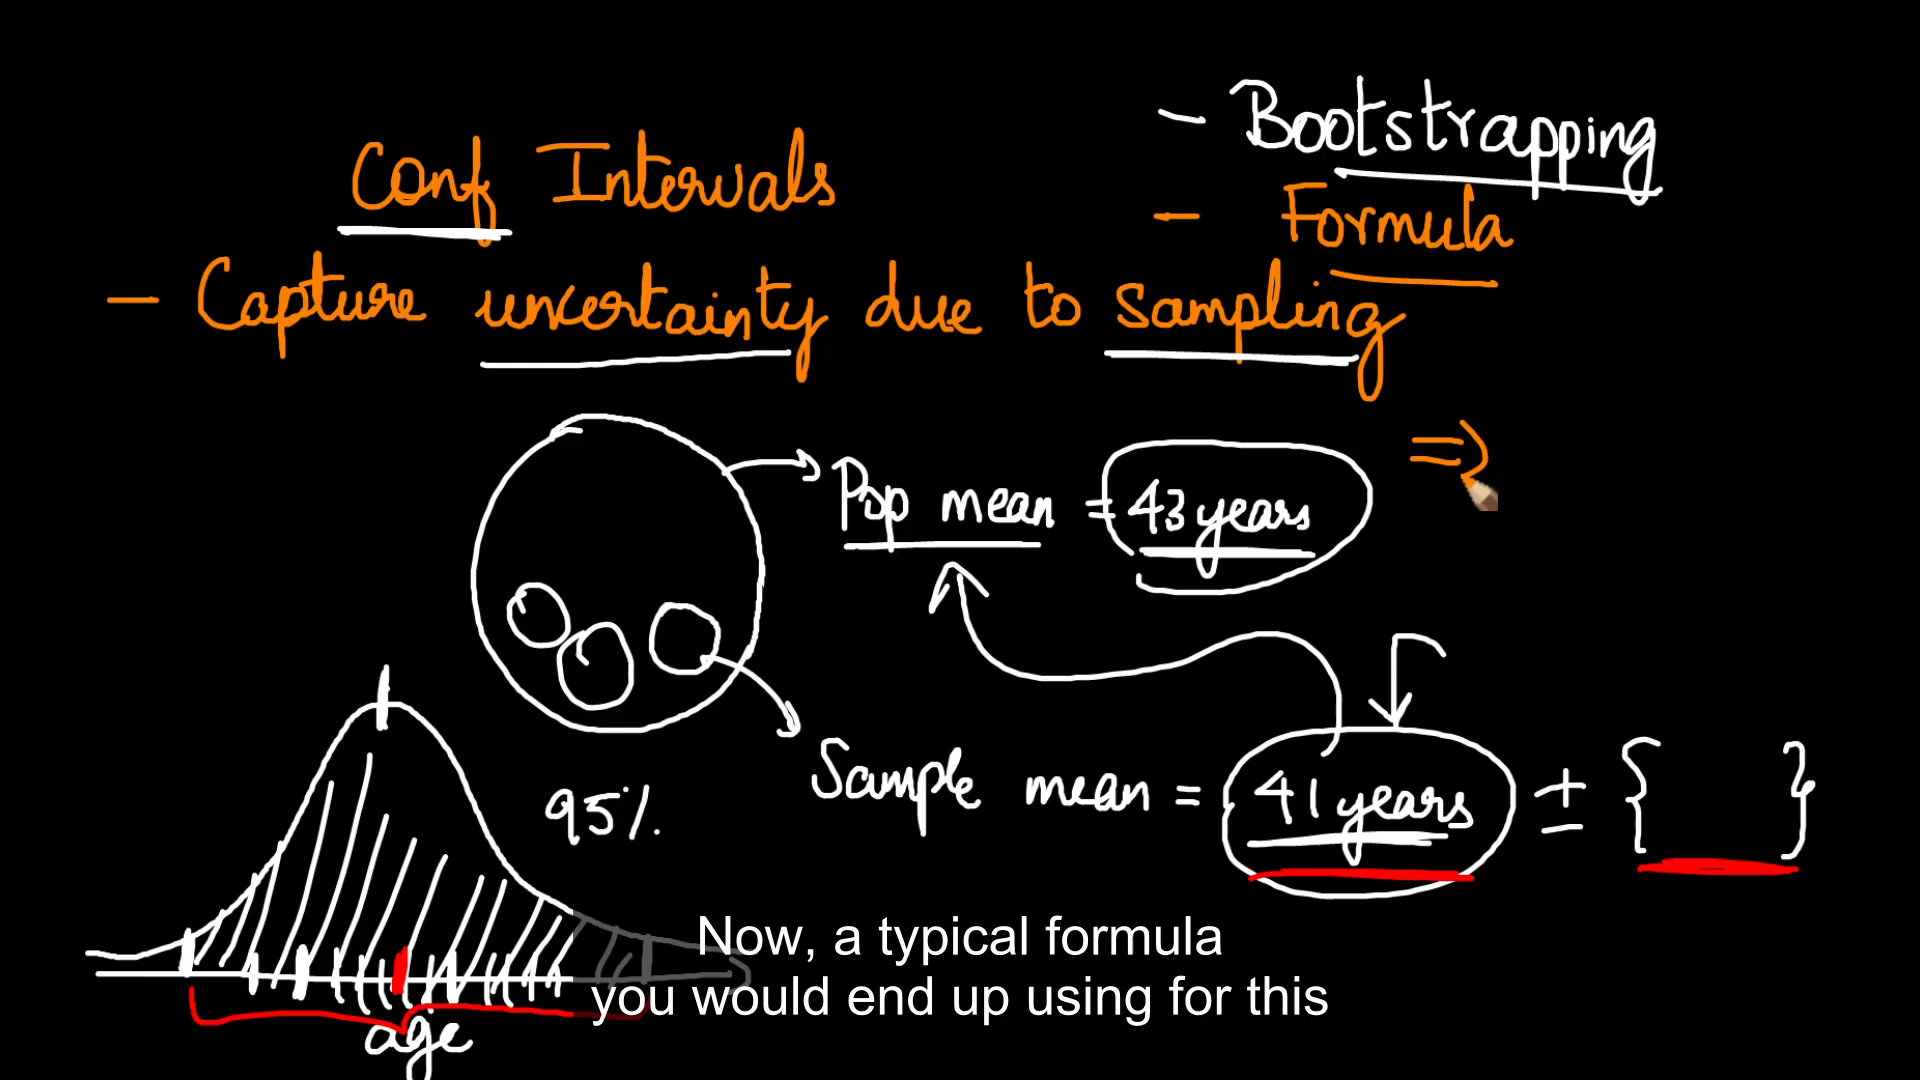 - Bootstrapping
Conf Intervals
- Formula
- Capture uncertainty due to sampling
Pop mean = 43 years
=>
Sample mean = 41 years ± { }
95%.
age
Now, a typical formula
you would end up using for this